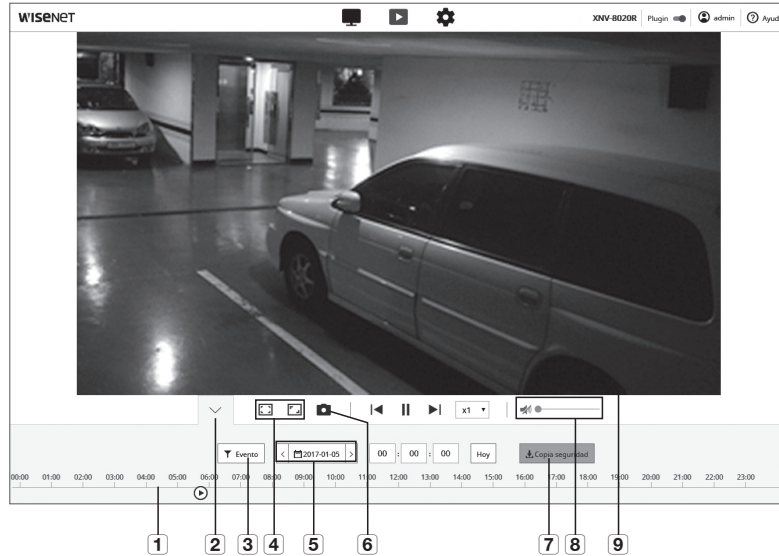 WISENET
XNV-8020R Plugin admin Ayud
x1
Evento 2017-01-05 00 : 00 : 00 Hoy Copia seguridad
00:00 01:00 02:00 03:00 04:00 05:00 06:00 07:00 08:00 09:00 10:00 11:00 12:00 13:00 14:00 15:00 16:00 17:00 18:00 19:00 20:00 21:00 22:00 23:00
1 2 3 4 5 6 7 8 9